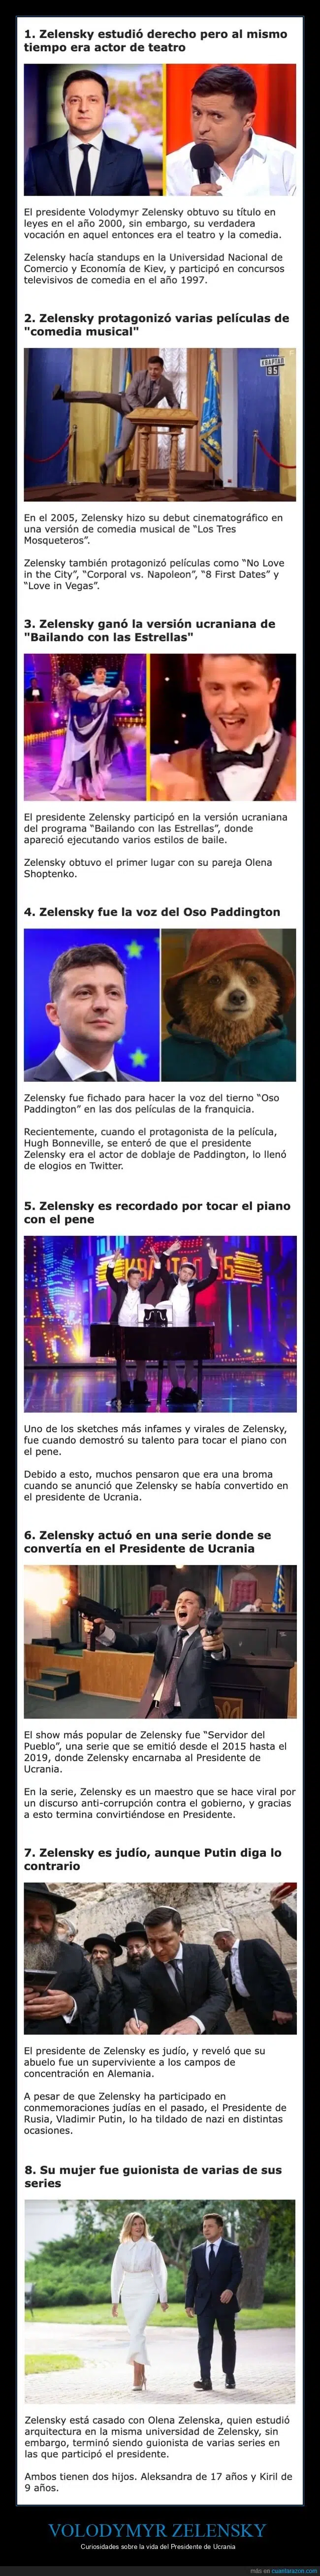 1. Zelensky estudió derecho pero al mismo
tiempo era actor de teatro
El presidente Volodymyr Zelensky obtuvo su título en
leyes en el año 2000, sin embargo, su verdadera
vocación en aquel entonces era el teatro y la comedia.
Zelensky hacía standups en la Universidad Nacional de
Comercio y Economía de Kiev, y participó en concursos
televisivos de comedia en el año 1997.
2. Zelensky protagonizó varias películas de
"comedia musical"
КВАРТАЛ
95
En el 2005, Zelensky hizo su debut cinematográfico en
una versión de comedia musical de “Los Tres
Mosqueteros”.
Zelensky también protagonizó películas como “No Love
in the City”, “Corporal vs. Napoleon”, “8 First Dates” y
“Love in Vegas”.
3. Zelensky ganó la versión ucraniana de
"Bailando con las Estrellas"
El presidente Zelensky participó en la versión ucraniana
del programa “Bailando con las Estrellas”, donde
apareció ejecutando varios estilos de baile.
Zelensky obtuvo el primer lugar con su pareja Olena
Shoptenko.
4. Zelensky fue la voz del Oso Paddington
Zelensky fue fichado para hacer la voz del tierno “Oso
Paddington” en las dos películas de la franquicia.
Recientemente, cuando el protagonista de la película,
Hugh Bonneville, se enteró de que el presidente
Zelensky era el actor de doblaje de Paddington, lo llenó
de elogios en Twitter.
5. Zelensky es recordado por tocar el piano
con el pene
Uno de los sketches más infames y virales de Zelensky,
fue cuando demostró su talento para tocar el piano con
el pene.
Debido a esto, muchos pensaron que era una broma
cuando se anunció que Zelensky se había convertido en
el presidente de Ucrania.
6. Zelensky actuó en una serie donde se
convertía en el Presidente de Ucrania
El show más popular de Zelensky fue “Servidor del
Pueblo”, una serie que se emitió desde el 2015 hasta el
2019, donde Zelensky encarnaba al Presidente de
Ucrania.
En la serie, Zelensky es un maestro que se hace viral por
un discurso anti-corrupción contra el gobierno, y gracias
a esto termina convirtiéndose en Presidente.
7. Zelensky es judío, aunque Putin diga lo
contrario
El presidente de Zelensky es judío, y reveló que su
abuelo fue un superviviente a los campos de
concentración en Alemania.
A pesar de que Zelensky ha participado en
conmemoraciones judías en el pasado, el Presidente de
Rusia, Vladimir Putin, lo ha tildado de nazi en distintas
ocasiones.
8. Su mujer fue guionista de varias de sus
series
Zelensky está casado con Olena Zelenska, quien estudió
arquitectura en la misma universidad de Zelensky, sin
embargo, terminó siendo guionista de varias series en
las que participó el presidente.
Ambos tienen dos hijos. Aleksandra de 17 años y Kiril de
9 años.
VOLODYMYR ZELENSKY
Curiosidades sobre la vida del Presidente de Ucrania
más en cuantarazon.com